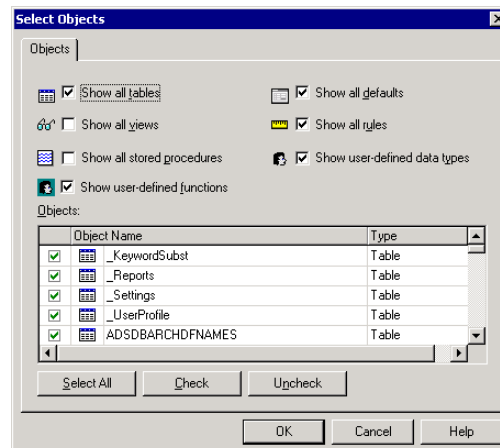 Select Objects
Objects
Show all tables
Show all defaults
Show all views
Show all rules
Show all stored procedures
Show user-defined data types
Show user-defined functions
Objects:
Object Name Type
_KeywordSubst Table
_Reports Table
_Settings Table
_UserProfile Table
ADSDBARCHDFNAMES Table
Select All Check Uncheck
OK Cancel Help